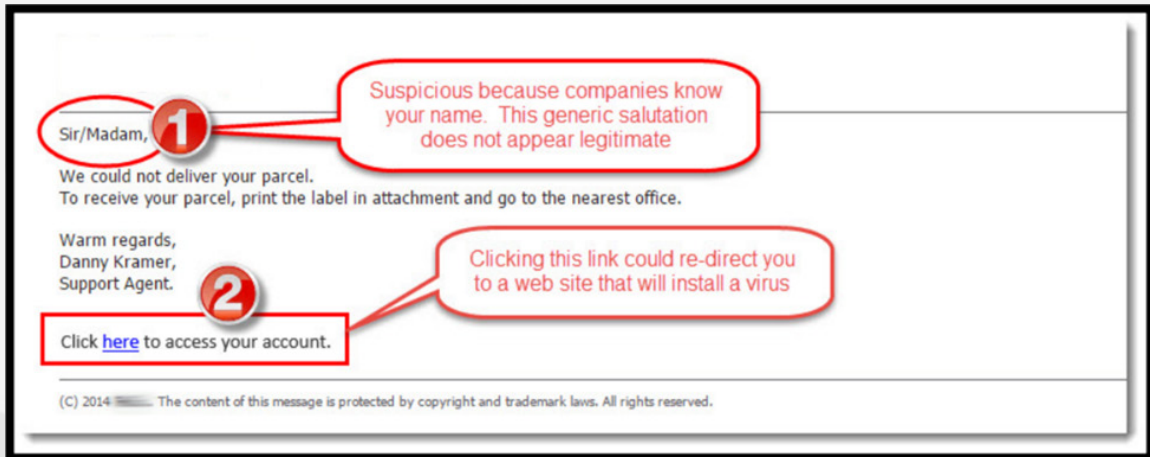 Suspicious because companies know
your name. This generic salutation
does not appear legitimate
Sir/Madam,
1
We could not deliver your parcel.
To receive your parcel, print the label in attachment and go to the nearest office.
Warm regards,
Danny Kramer,
Support Agent.
2
Clicking this link could re-direct you
to a web site that will install a virus
Click here to access your account.
(C) 2014 The content of this message is protected by copyright and trademark laws. All rights reserved.